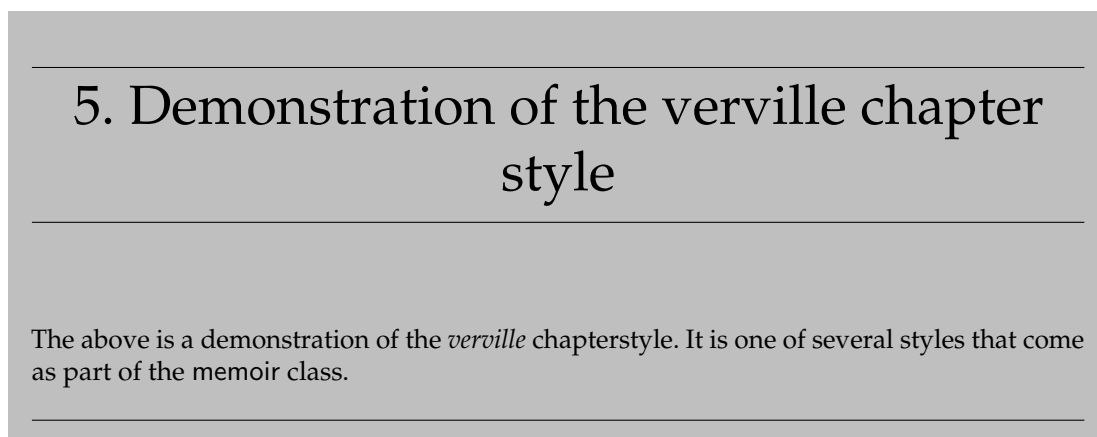 5. Demonstration of the verville chapter
style
The above is a demonstration of the verville chapterstyle. It is one of several styles that come
as part of the memoir class.